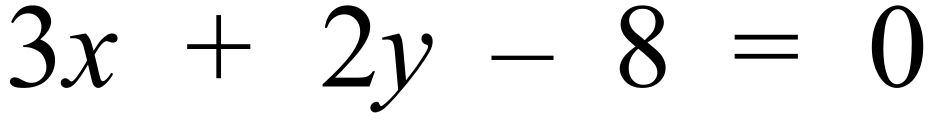 3x + 2y − 8 = 0